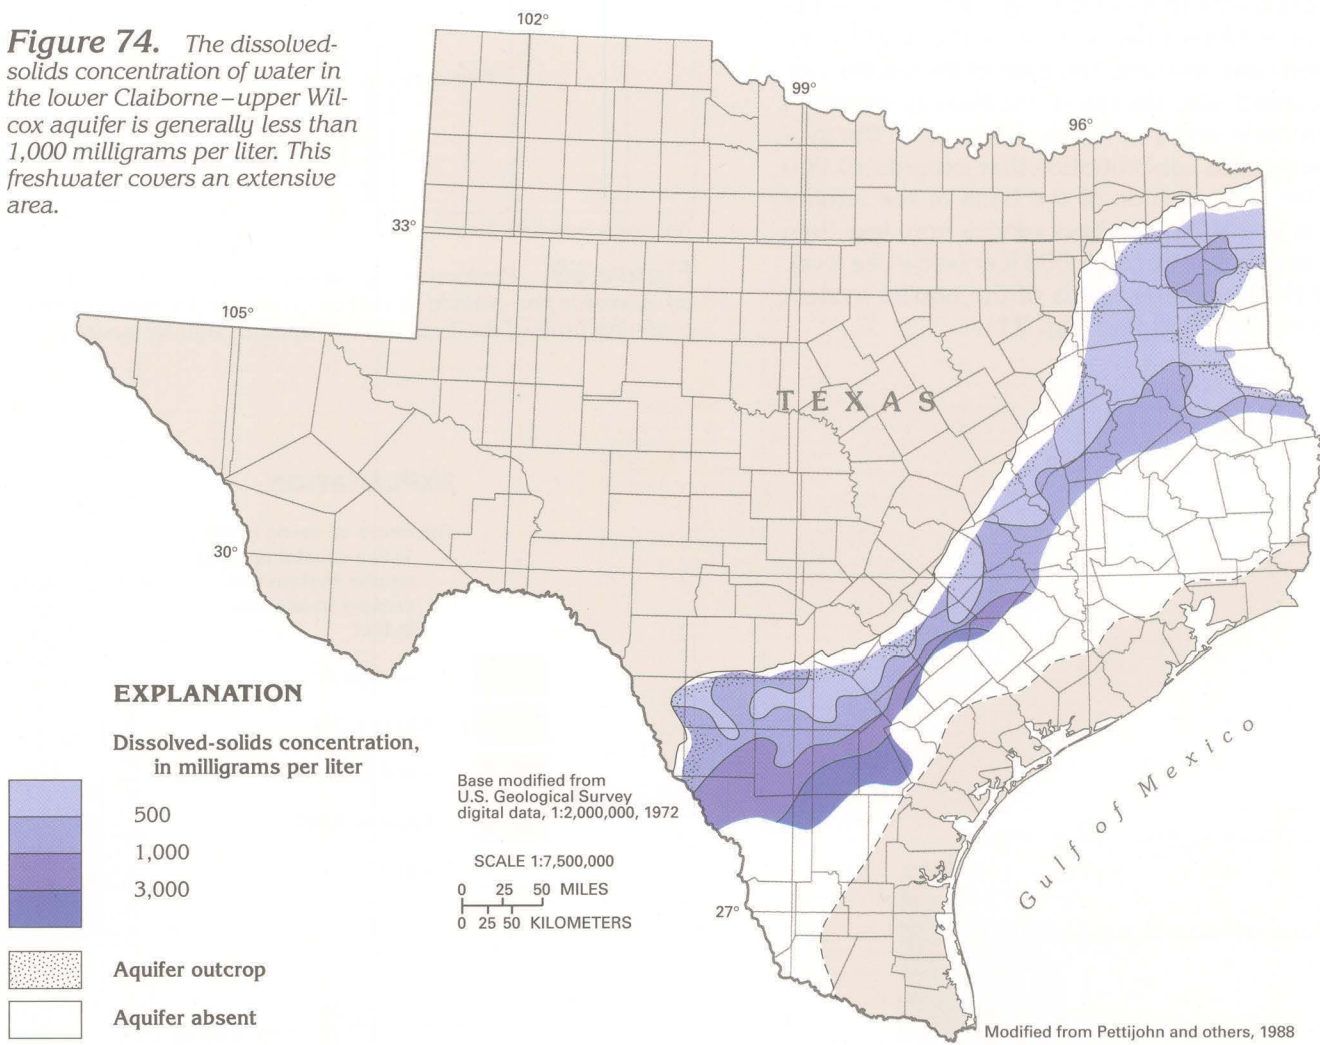 Figure 74. The dissolved-
solids concentration of water in
the lower Claiborne–upper Wil-
cox aquifer is generally less than
1,000 milligrams per liter. This
freshwater covers an extensive
area.
102°
99°
96°
33°
105°
TEXAS
30°
27°
Gulf of Mexico
EXPLANATION
Dissolved-solids concentration,
in milligrams per liter
500
1,000
3,000
Aquifer outcrop
Aquifer absent
Base modified from
U.S. Geological Survey
digital data, 1:2,000,000, 1972
SCALE 1:7,500,000
0 25 50 MILES
0 25 50 KILOMETERS
Modified from Pettijohn and others, 1988